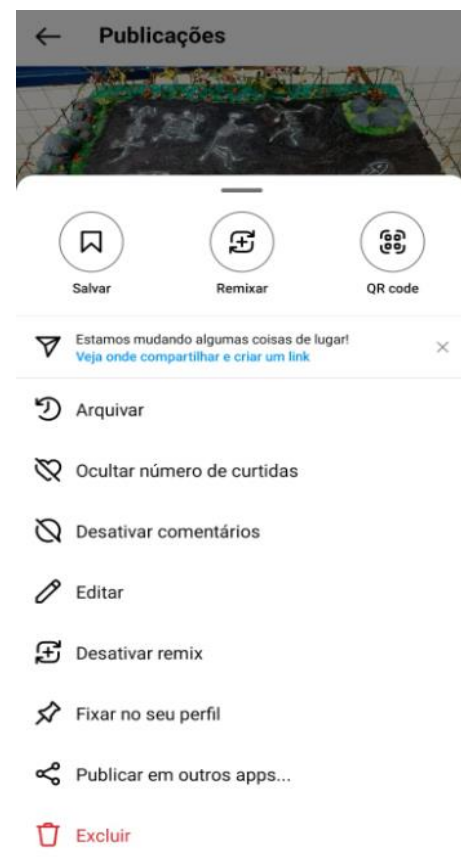 Publicações
Salvar
Remixar
QR code
Estamos mudando algumas coisas de lugar!
Veja onde compartilhar e criar um link
Arquivar
Ocultar número de curtidas
Desativar comentários
Editar
Desativar remix
Fixar no seu perfil
Publicar em outros apps...
Excluir